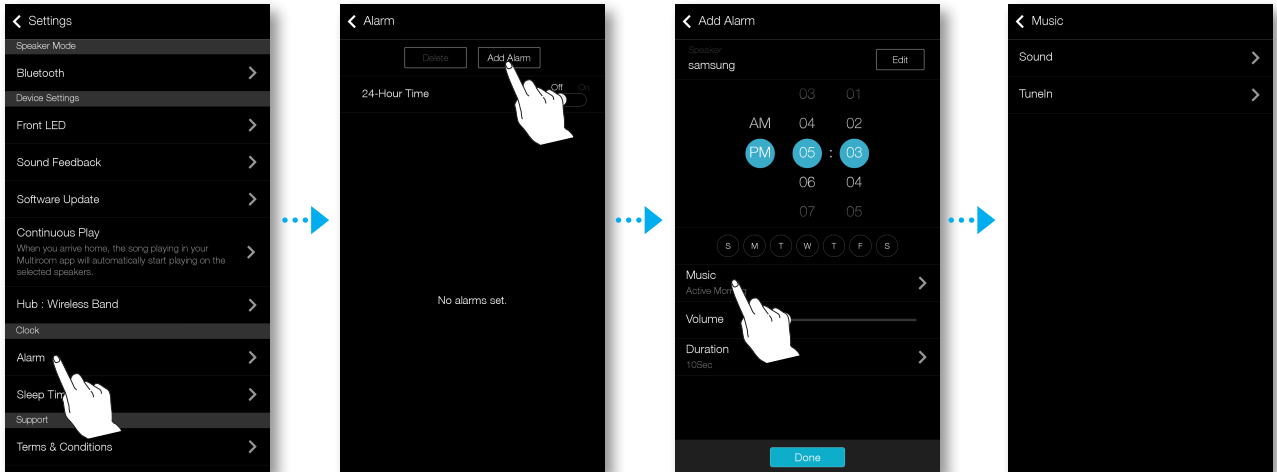 Settings
Speaker Mode
Bluetooth
Device Settings
Front LED
Sound Feedback
Software Update
Continuous Play
When you arrive home, the song playing in your
Multiroom app will automatically start playing on the
selected speakers.
Hub : Wireless Band
Clock
Alarm
Sleep
Support
Terms & Conditions
Alarm
Delete
Add Alarm
24-Hour Time
Off On
No alarms set.
Add Alarm
Speaker
samsung
Edit
03 01
AM 04 02
PM 05 : 03
06 04
07 05
S M T W T F S
Music
Active
Volume
Duration
10Sec
Done
Music
Sound
TuneIn